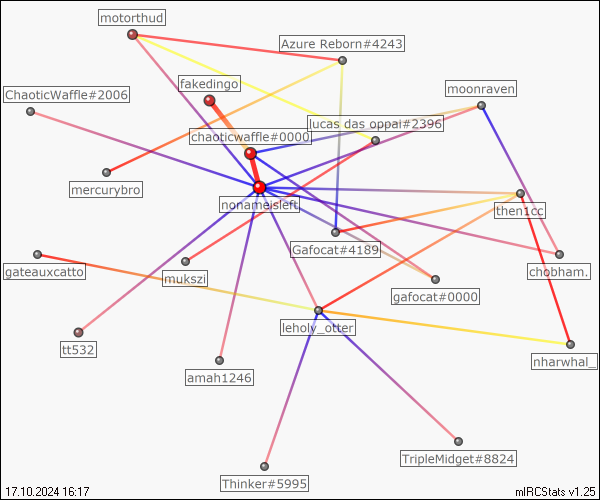 motorthud
Azure Reborn#4243
fakedingo
moonraven
ChaoticWaffle#2006
lucas das oppai#2396
chaoticwaffle#0000
mercurybro
nonameisleft
then1cc
Gafocat#4189
gateauxcatto
mukszi
chobham.
gafocat#0000
leholy_otter
tt532
nharwhal_
amah1246
TripleMidget#8824
Thinker#5995
17.10.2024 16:17
mIRCStats v1.25